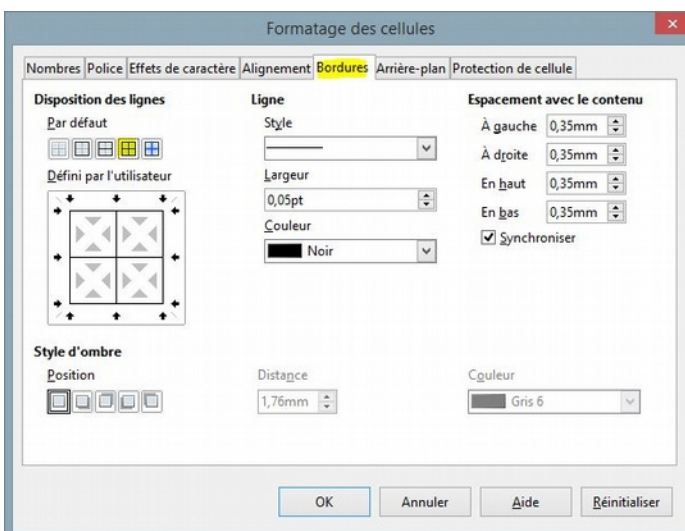 Formatage des cellules
Nombres Police Effets de caractère Alignement Bordures Arrière-plan Protection de cellule
Disposition des lignes
Par défaut
Défini par l'utilisateur
Ligne
Style
Largeur
0,05pt
Couleur
Noir
Espacement avec le contenu
À gauche 0,35mm
À droite 0,35mm
En haut 0,35mm
En bas 0,35mm
Synchroniser
Style d'ombre
Position
Distance
1,76mm
Couleur
Gris 6
OK Annuler Aide Réinitialiser